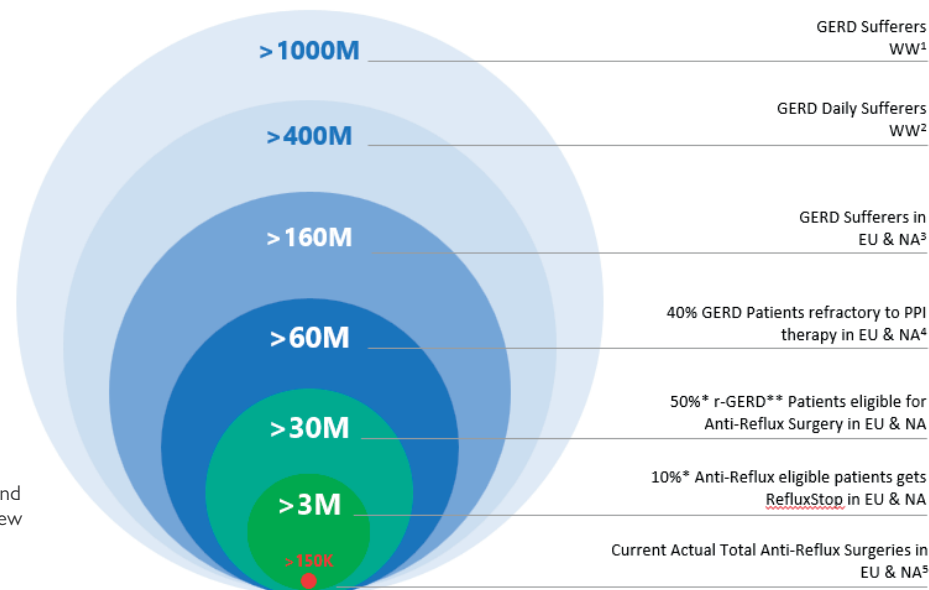 >1000M
GERD Sufferers
WW¹
>400M
GERD Daily Sufferers
WW²
>160M
GERD Sufferers in
EU & NA³
>60M
40% GERD Patients refractory to PPI
therapy in EU & NA⁴
>30M
50%* r-GERD** Patients eligible for
Anti-Reflux Surgery in EU & NA
>3M
10%* Anti-Reflux eligible patients gets
RefluxStop in EU & NA
>150K
Current Actual Total Anti-Reflux Surgeries in
EU & NA⁵